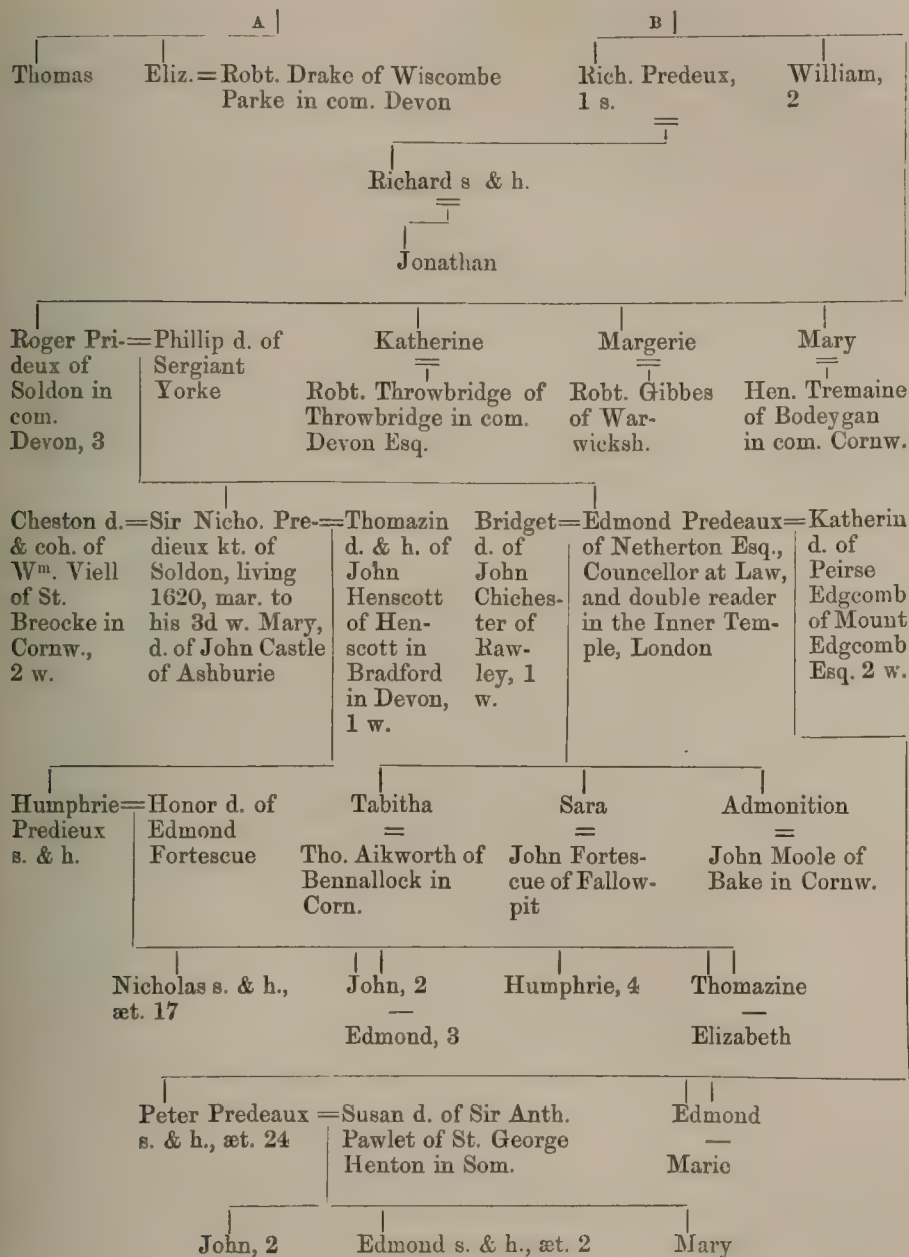 A B
Thomas Eliz. = Robt. Drake of Wiscombe
Parke in com. Devon
Rich. Predeux,
1 s.
William,
2
Richard s & h.
Jonathan
Roger Pri-
deux of
Soldon in
com.
Devon, 3
= Phillip d. of
Sergiant
Yorke
Katherine
=
Robt. Throwbridge of
Throwbridge in com.
Devon Esq.
Margerie
=
Robt. Gibbes
of War-
wicksh.
Mary
=
Hen. Tremaine
of Bodeygan
in com. Cornw.
Cheston d.
& coh. of
Wm. Viell
of St.
Breocke in
Cornw.,
2 w.
= Sir Nicho. Pre-
dieux kt. of
Soldon, living
1620, mar. to
his 3d w. Mary,
d. of John Castle
of Ashburie
= Thomazin
d. & h. of
John
Henscott
of Hen-
scott in
Bradford
in Devon,
1 w.
Bridget
d. of
John
Chiches-
ter of
Raw-
ley, 1
w.
= Edmond Predeaux
of Netherton Esq.,
Councellor at Law,
and double reader
in the Inner Tem-
ple, London
= Katherin
d. of
Peirse
Edgcomb
of Mount
Edgcomb
Esq. 2 w.
Humphrie
Predieux
s. & h.
= Honor d. of
Edmond
Fortescue
Tabitha
=
Tho. Aikworth of
Bennallock in
Corn.
Sara
=
John Fortes-
cue of Fallow-
pit
Admonition
=
John Moole of
Bake in Cornw.
Nicholas s. & h.,
æt. 17
John, 2
—
Edmond, 3
Humphrie, 4
Thomazine
—
Elizabeth
Peter Predeaux
s. & h., æt. 24
= Susan d. of Sir Anth.
Pawlet of St. George
Henton in Som.
Edmond
—
Marie
John, 2 Edmond s. & h., æt. 2 Mary